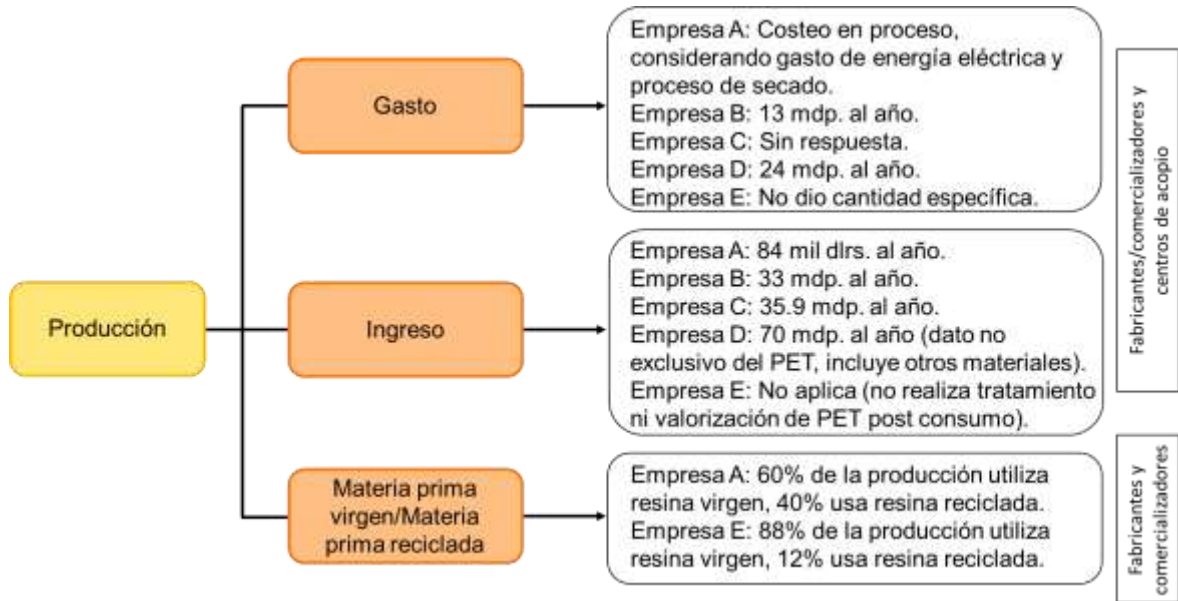 Producción
Gasto
Empresa A: Costeo en proceso,
considerando gasto de energía eléctrica y
proceso de secado.
Empresa B: 13 mdp. al año.
Empresa C: Sin respuesta.
Empresa D: 24 mdp. al año.
Empresa E: No dio cantidad específica.
Ingreso
Empresa A: 84 mil dlrs. al año.
Empresa B: 33 mdp. al año.
Empresa C: 35.9 mdp. al año.
Empresa D: 70 mdp. al año (dato no
exclusivo del PET, incluye otros materiales).
Empresa E: No aplica (no realiza tratamiento
ni valorización de PET post consumo).
Fabricantes/comercializadores y
centros de acopio
Materia prima
virgen/Materia
prima reciclada
Empresa A: 60% de la producción utiliza
resina virgen, 40% usa resina reciclada.
Empresa E: 88% de la producción utiliza
resina virgen, 12% usa resina reciclada.
Fabricantes y
comercializadores